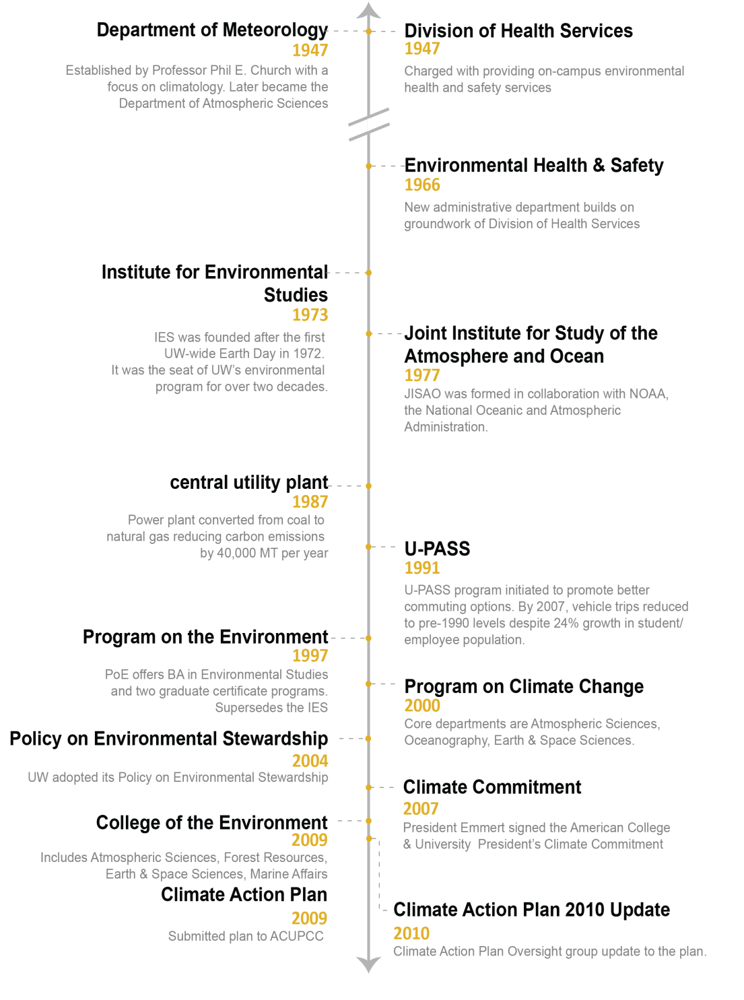 Department of Meteorology
1947
Established by Professor Phil E. Church with a
focus on climatology. Later became the
Department of Atmospheric Sciences
Division of Health Services
1947
Charged with providing on-campus environmental
health and safety services
Environmental Health & Safety
1966
New administrative department builds on
groundwork of Division of Health Services
Institute for Environmental
Studies
1973
IES was founded after the first
UW-wide Earth Day in 1972.
It was the seat of UW's environmental
program for over two decades.
Joint Institute for Study of the
Atmosphere and Ocean
1977
JISAO was formed in collaboration with NOAA,
the National Oceanic and Atmospheric
Administration.
central utility plant
1987
Power plant converted from coal to
natural gas reducing carbon emissions
by 40,000 MT per year
U-PASS
1991
U-PASS program initiated to promote better
commuting options. By 2007, vehicle trips reduced
to pre-1990 levels despite 24% growth in student/
employee population.
Program on the Environment
1997
PoE offers BA in Environmental Studies
and two graduate certificate programs.
Supersedes the IES
Program on Climate Change
2000
Core departments are Atmospheric Sciences,
Oceanography, Earth & Space Sciences.
Policy on Environmental Stewardship
2004
UW adopted its Policy on Environmental Stewardship
Climate Commitment
2007
President Emmert signed the American College
& University President's Climate Commitment
College of the Environment
2009
Includes Atmospheric Sciences, Forest Resources,
Earth & Space Sciences, Marine Affairs
Climate Action Plan
2009
Submitted plan to ACUPCC
Climate Action Plan 2010 Update
2010
Climate Action Plan Oversight group update to the plan.